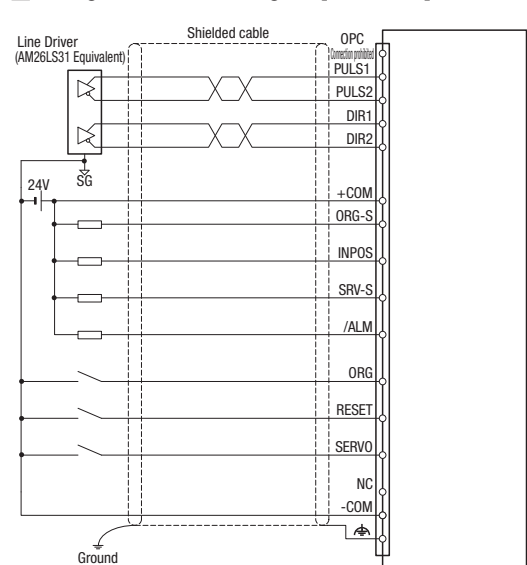 Shielded cable
Line Driver
(AM26LS31 Equivalent)
OPC
Connection prohibited
PULS1
PULS2
DIR1
DIR2
SG
24V
+COM
ORG-S
INPOS
SRV-S
/ALM
ORG
RESET
SERVO
NC
-COM
Ground